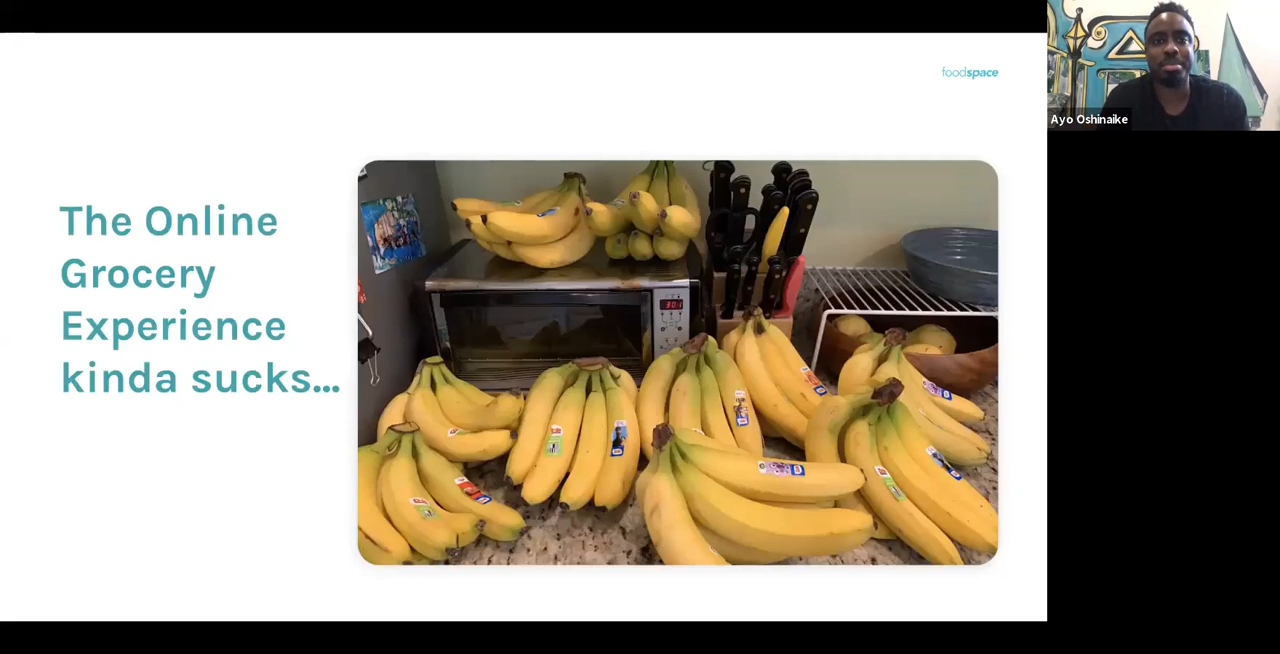 foodspace
Ayo Oshinaike
The Online
Grocery
Experience
kinda sucks...